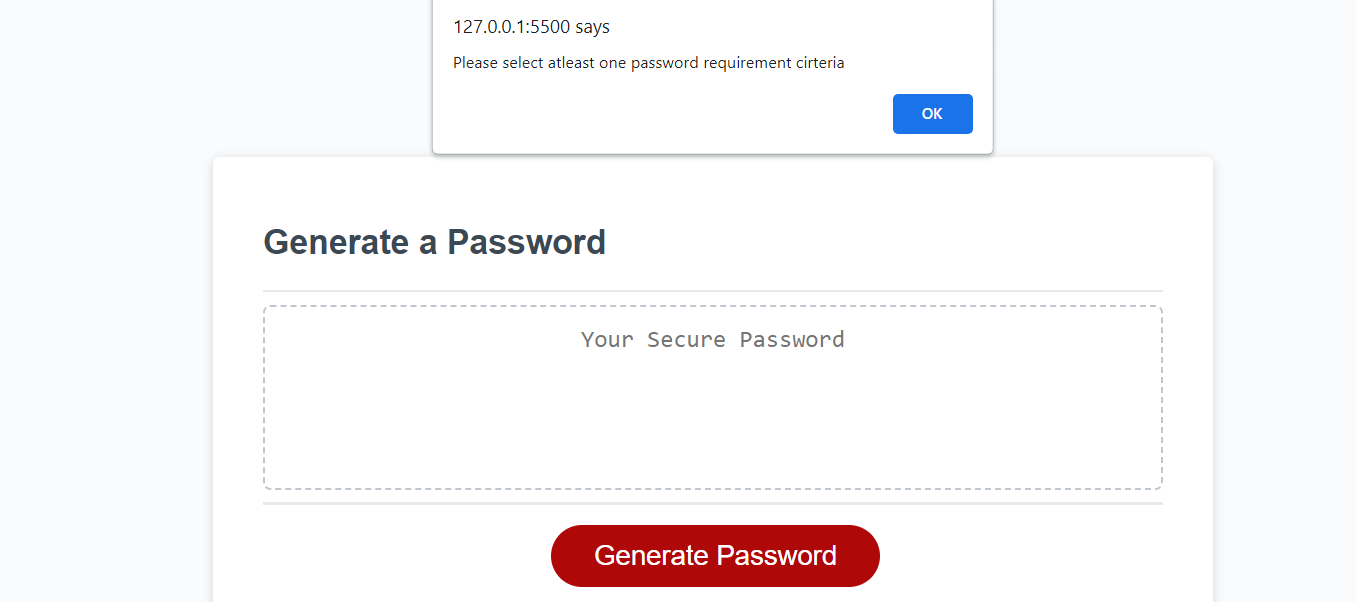 127.0.0.1:5500 says
Please select atleast one password requirement cirteria
OK
Generate a Password
Your Secure Password
Generate Password